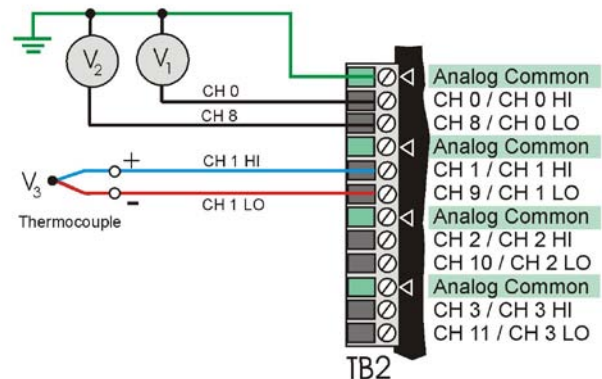 V2
V1
CH 0
CH 8
V3
+
-
CH 1 HI
CH 1 LO
Thermocouple
Analog Common
CH 0 / CH 0 HI
CH 8 / CH 0 LO
Analog Common
CH 1 / CH 1 HI
CH 9 / CH 1 LO
Analog Common
CH 2 / CH 2 HI
CH 10 / CH 2 LO
Analog Common
CH 3 / CH 3 HI
CH 11 / CH 3 LO
TB2